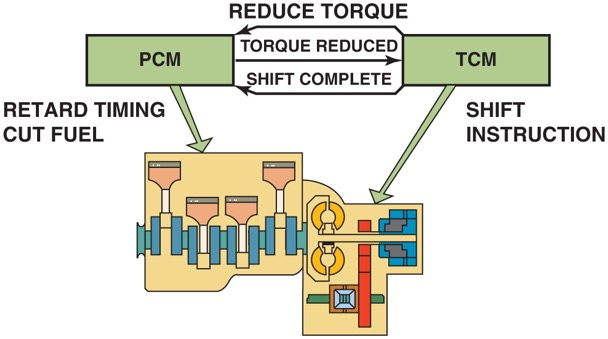 REDUCE TORQUE
PCM
TORQUE REDUCED
TCM
SHIFT COMPLETE
RETARD TIMING
CUT FUEL
SHIFT
INSTRUCTION